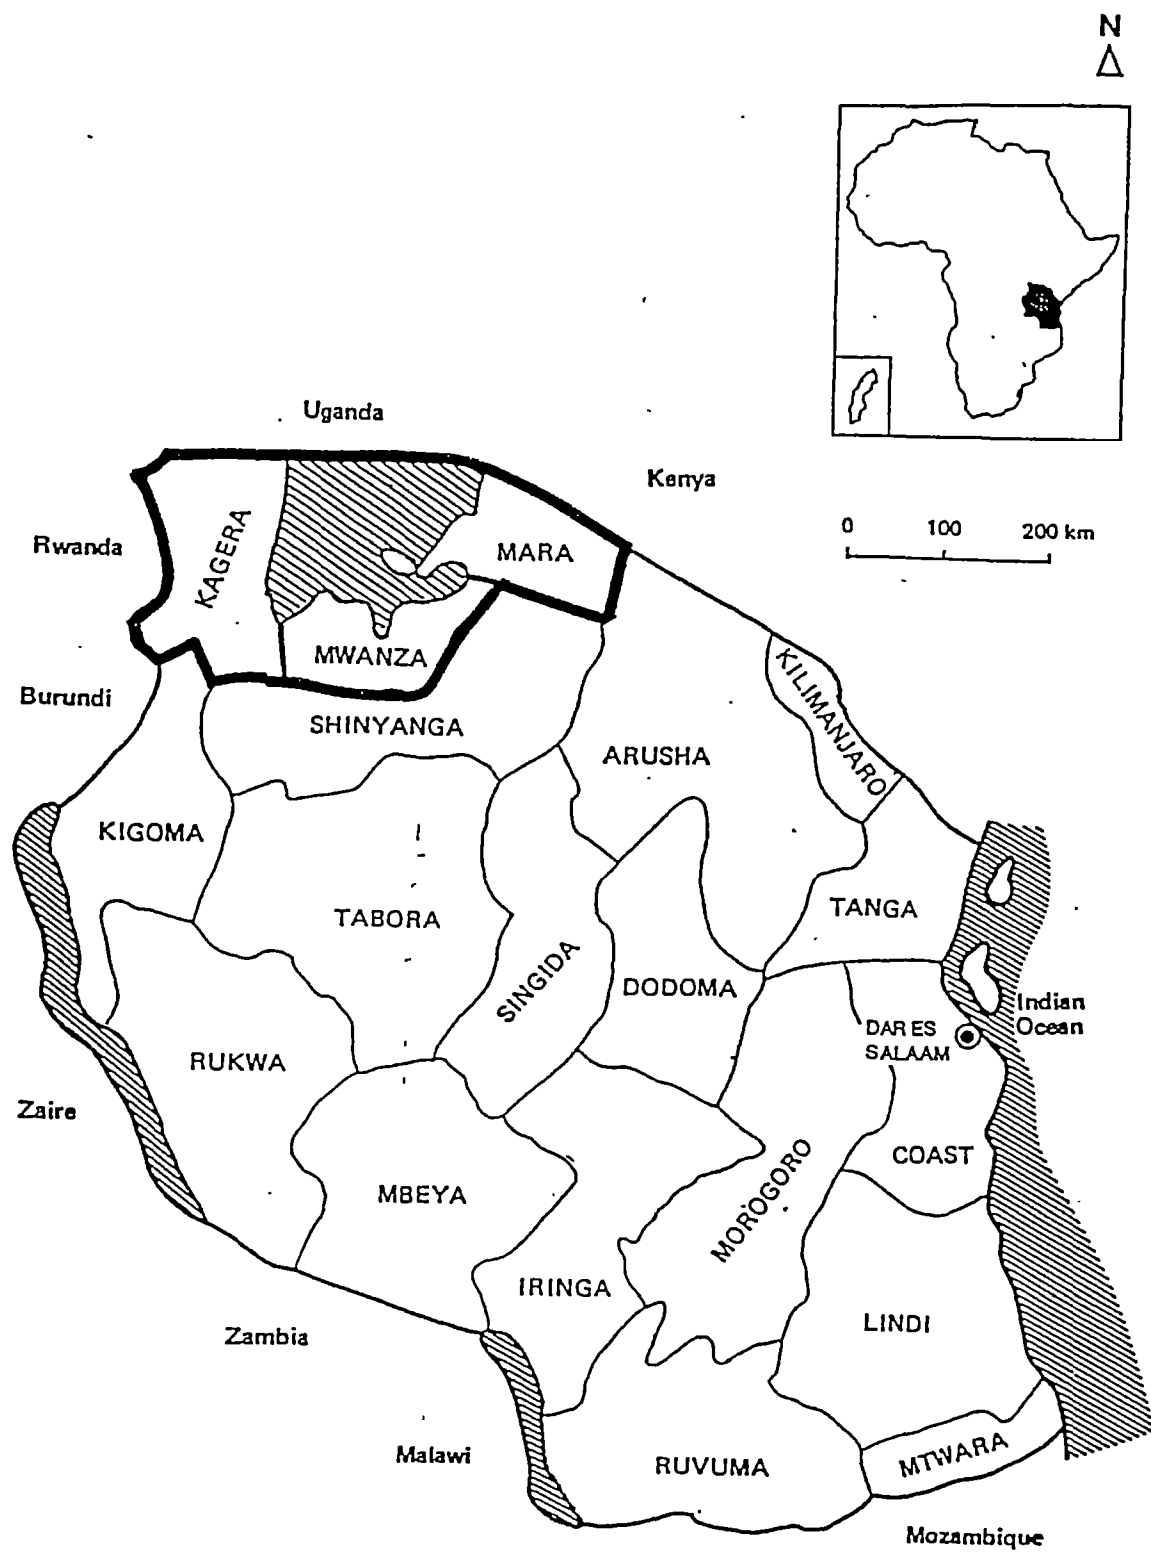 N
Uganda
Kenya
0 100 200 km
Rwanda
KAGERA
MARA
MWANZA
Burundi
SHINYANGA
KILIMANJARO
ARUSHA
KIGOMA
TABORA
TANGA
SINGIDA
DODOMA
Indian
Ocean
DAR ES
SALAAM
RUKWA
Zaire
COAST
MBEYA
MOROGORO
IRINGA
LINDI
Zambia
Malawi
RUVUMA
MTWARA
Mozambique